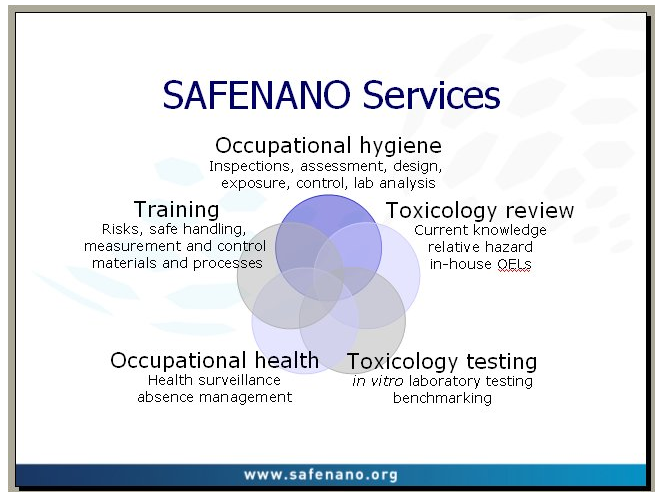 SAFENANO Services
Occupational hygiene
Inspections, assessment, design,
exposure, control, lab analysis
Training
Risks, safe handling,
measurement and control
materials and processes
Toxicology review
Current knowledge
relative hazard
in-house OELs
Occupational health
Health surveillance
absence management
Toxicology testing
in vitro laboratory testing
benchmarking
www.safenano.org